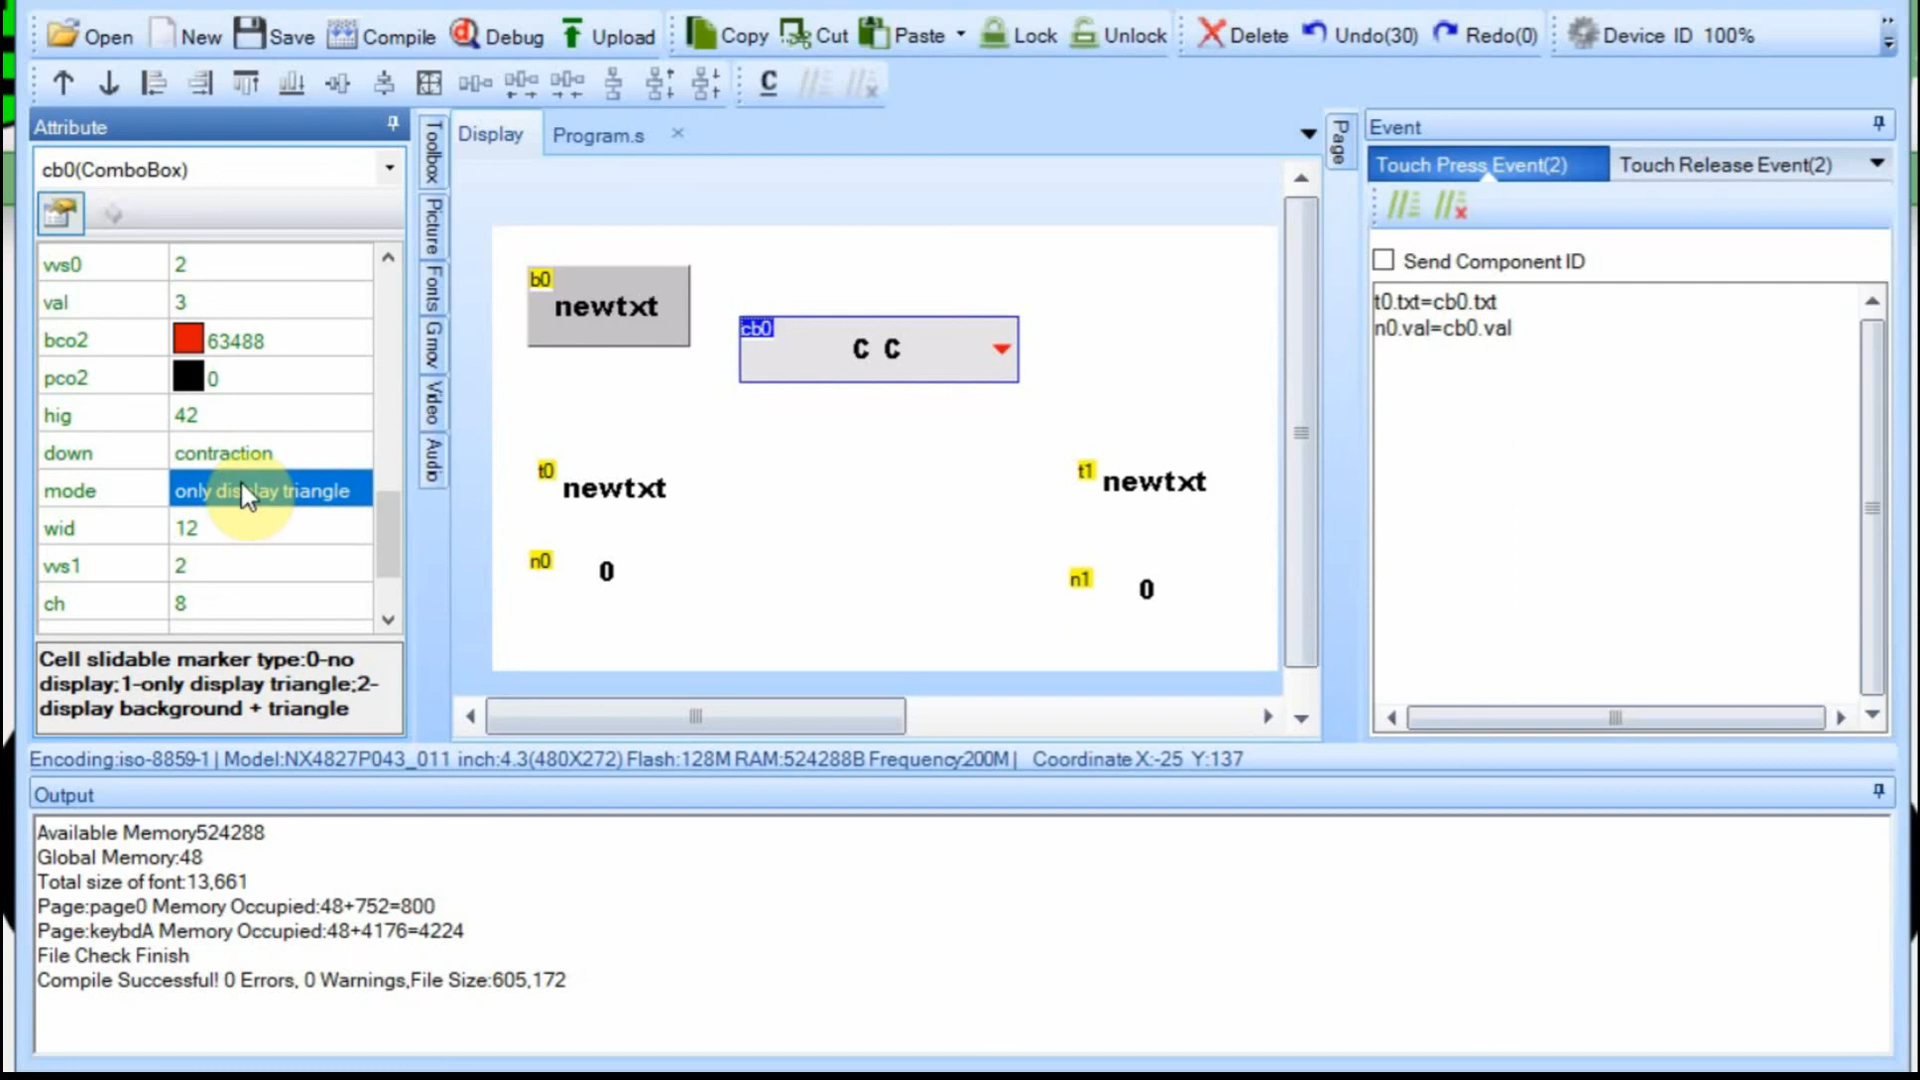 Open New Save Compile Debug Upload Copy Cut Paste Lock Unlock Delete Undo(30) Redo(0) Device ID 100%
C
Attribute
cb0(ComboBox)
vvs0 2
val 3
bco2 63488
pco2 0
hig 42
down contraction
mode only display triangle
wid 12
vvs1 2
ch 8
Cell slidable marker type:0-no
display;1-only display triangle;2-
display background + triangle
Toolbox
Picture
Fonts
Gmov
Video
Audio
Display Program.s
b0
newtxt
cb0
C C
t0
newtxt
t1
newtxt
n0
0
n1
0
Page
Event
Touch Press Event(2) Touch Release Event(2)
Send Component ID
t0.txt=cb0.txt
n0.val=cb0.val
Encoding:iso-8859-1 | Model:NX4827P043_011 inch:4.3(480X272) Flash:128M RAM:524288B Frequency200M | Coordinate X:-25 Y:137
Output
Available Memory524288
Global Memory:48
Total size of font:13,661
Page:page0 Memory Occupied:48+752=800
Page:keybdA Memory Occupied:48+4176=4224
File Check Finish
Compile Successful! 0 Errors, 0 Warnings,File Size:605,172